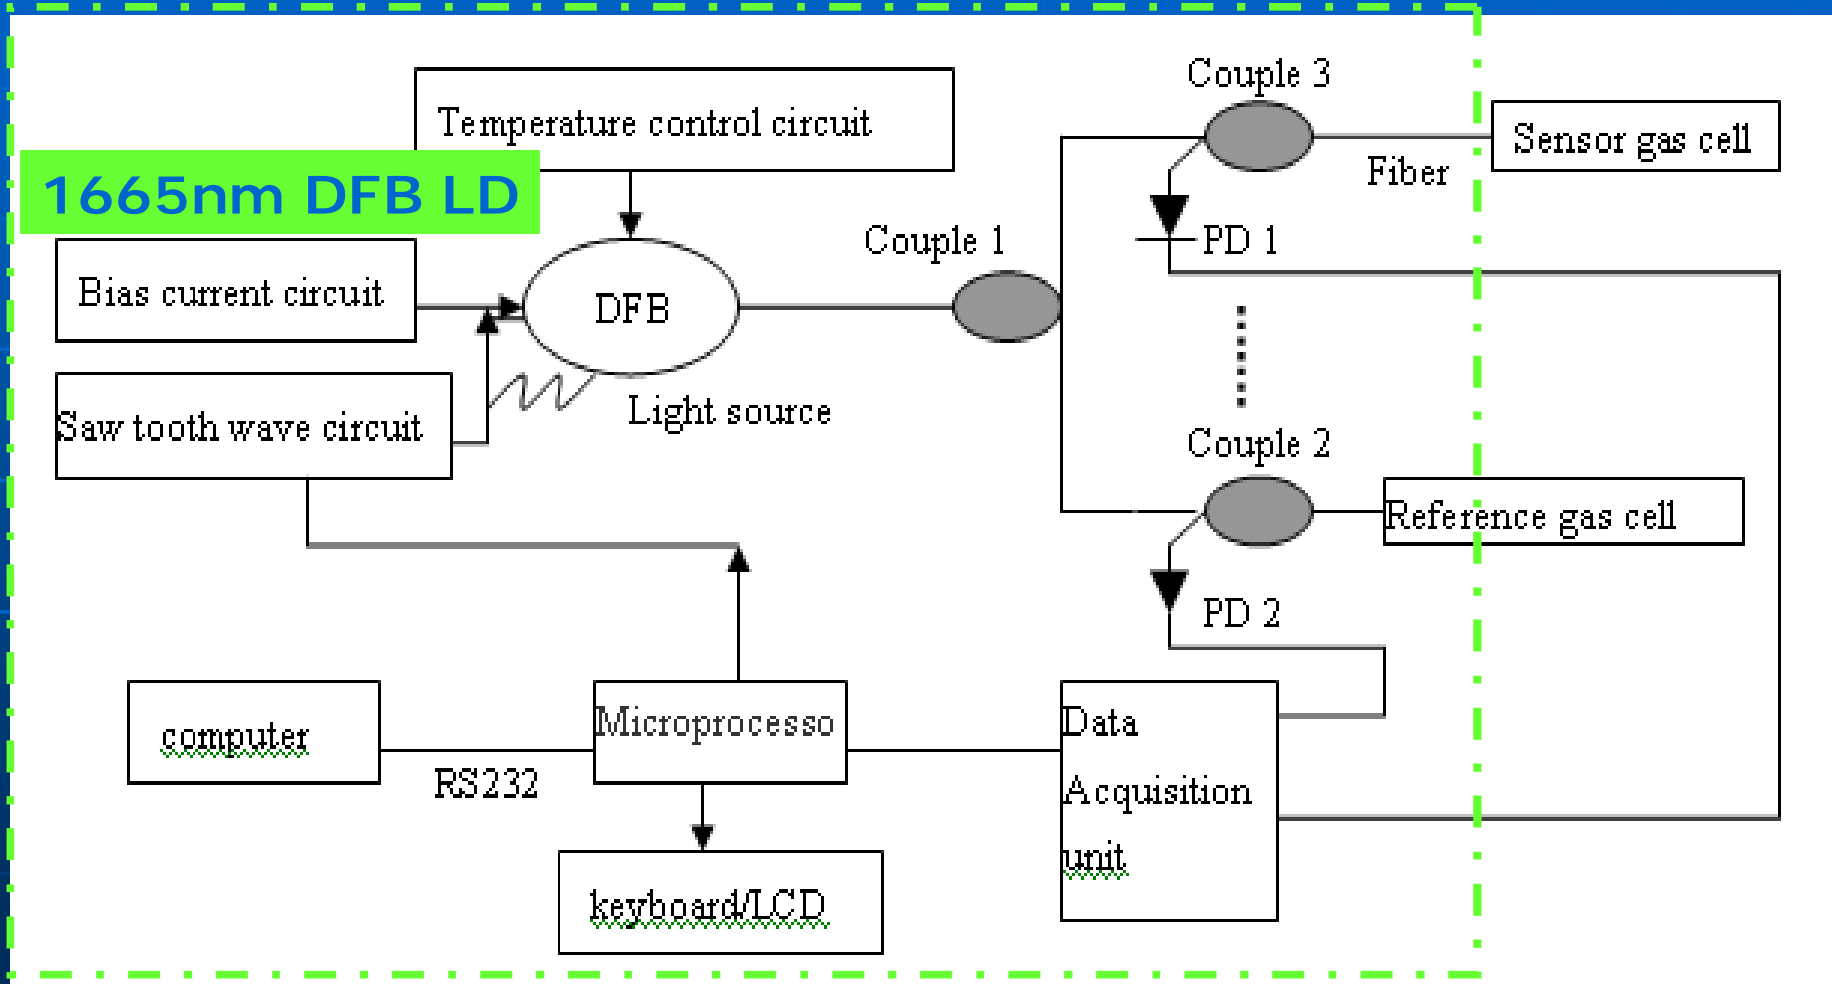 Couple 3
Temperature control circuit
Sensor gas cell
Fiber
1665nm DFB LD
PD 1
Couple 1
Bias current circuit
DFB
Light source
Saw tooth wave circuit
Couple 2
Reference gas cell
PD 2
computer
RS232
Microprocesso
Data
Acquisition
unit
keyboard/LCD